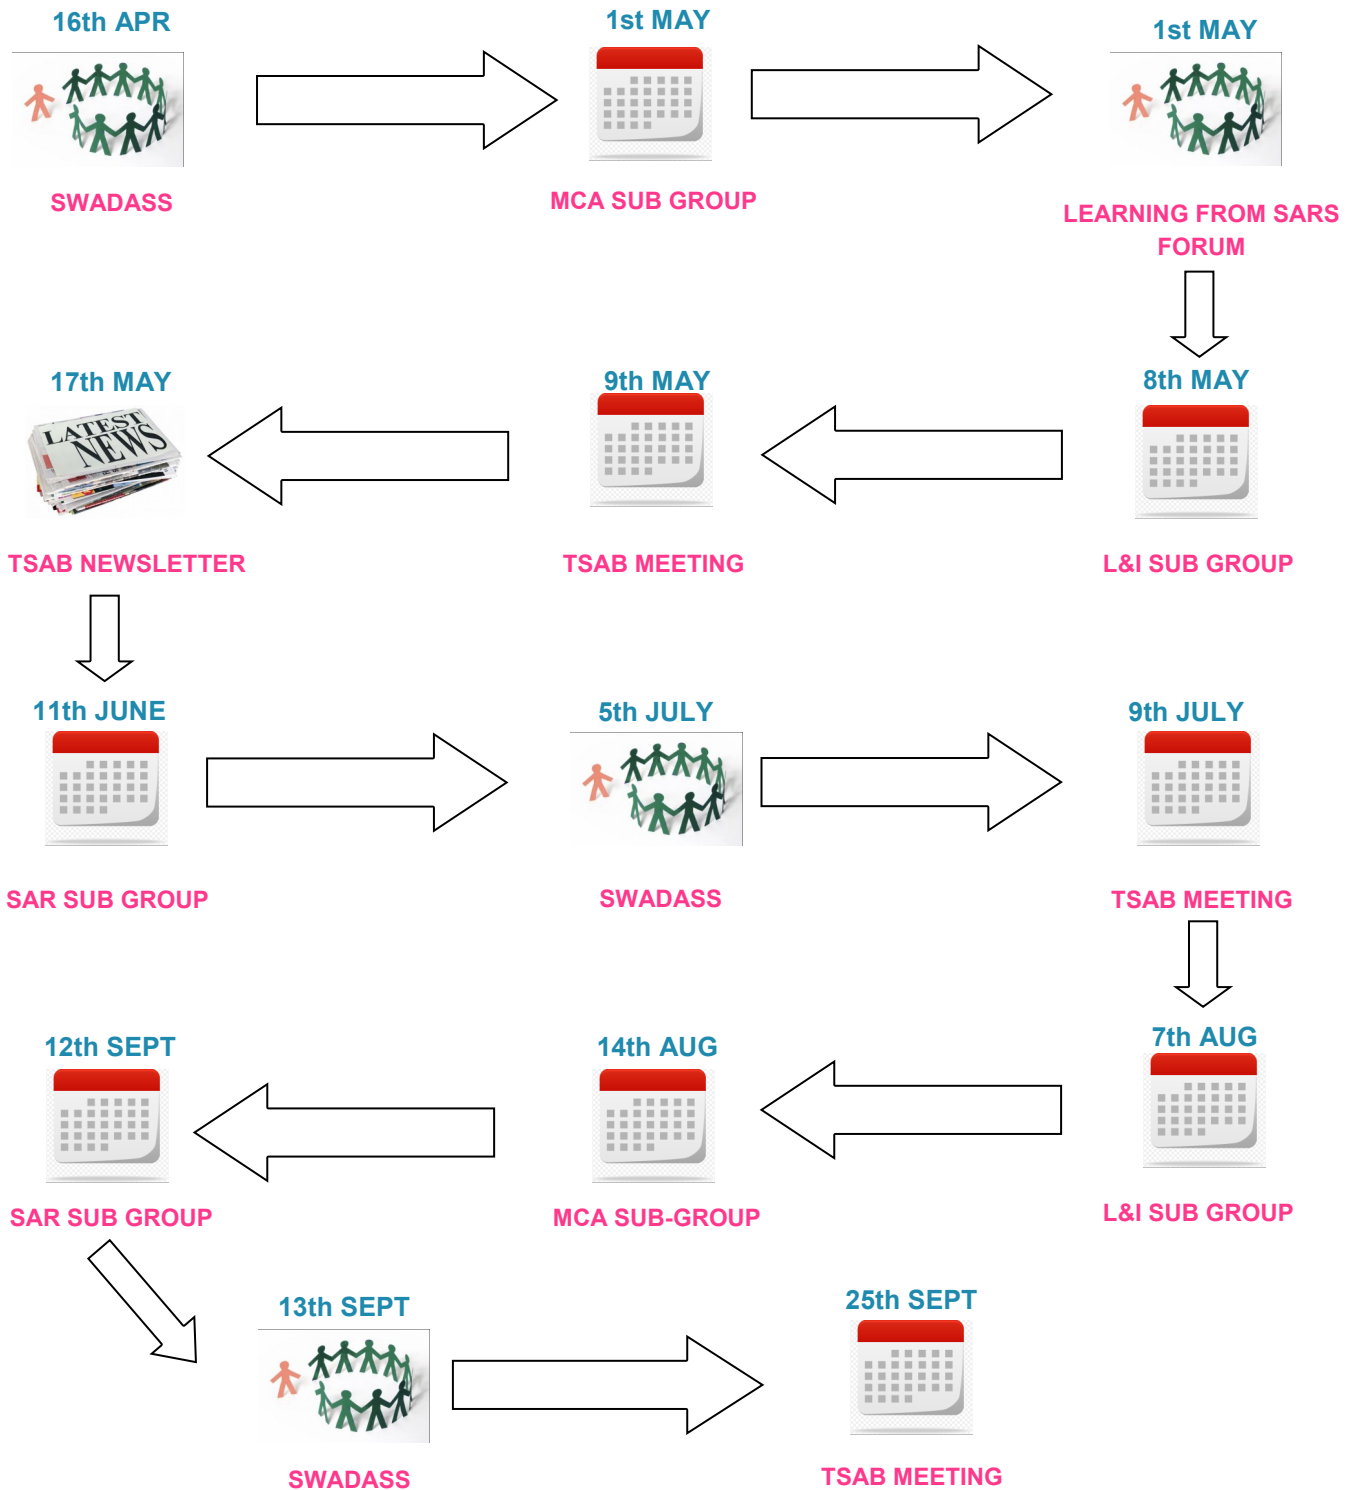 16th APR
SWADASS
1st MAY
MCA SUB GROUP
1st MAY
LEARNING FROM SARS
FORUM
8th MAY
L&I SUB GROUP
9th MAY
TSAB MEETING
17th MAY
LATEST
NEWS
TSAB NEWSLETTER
11th JUNE
SAR SUB GROUP
5th JULY
SWADASS
9th JULY
TSAB MEETING
7th AUG
L&I SUB GROUP
14th AUG
MCA SUB-GROUP
12th SEPT
SAR SUB GROUP
13th SEPT
SWADASS
25th SEPT
TSAB MEETING